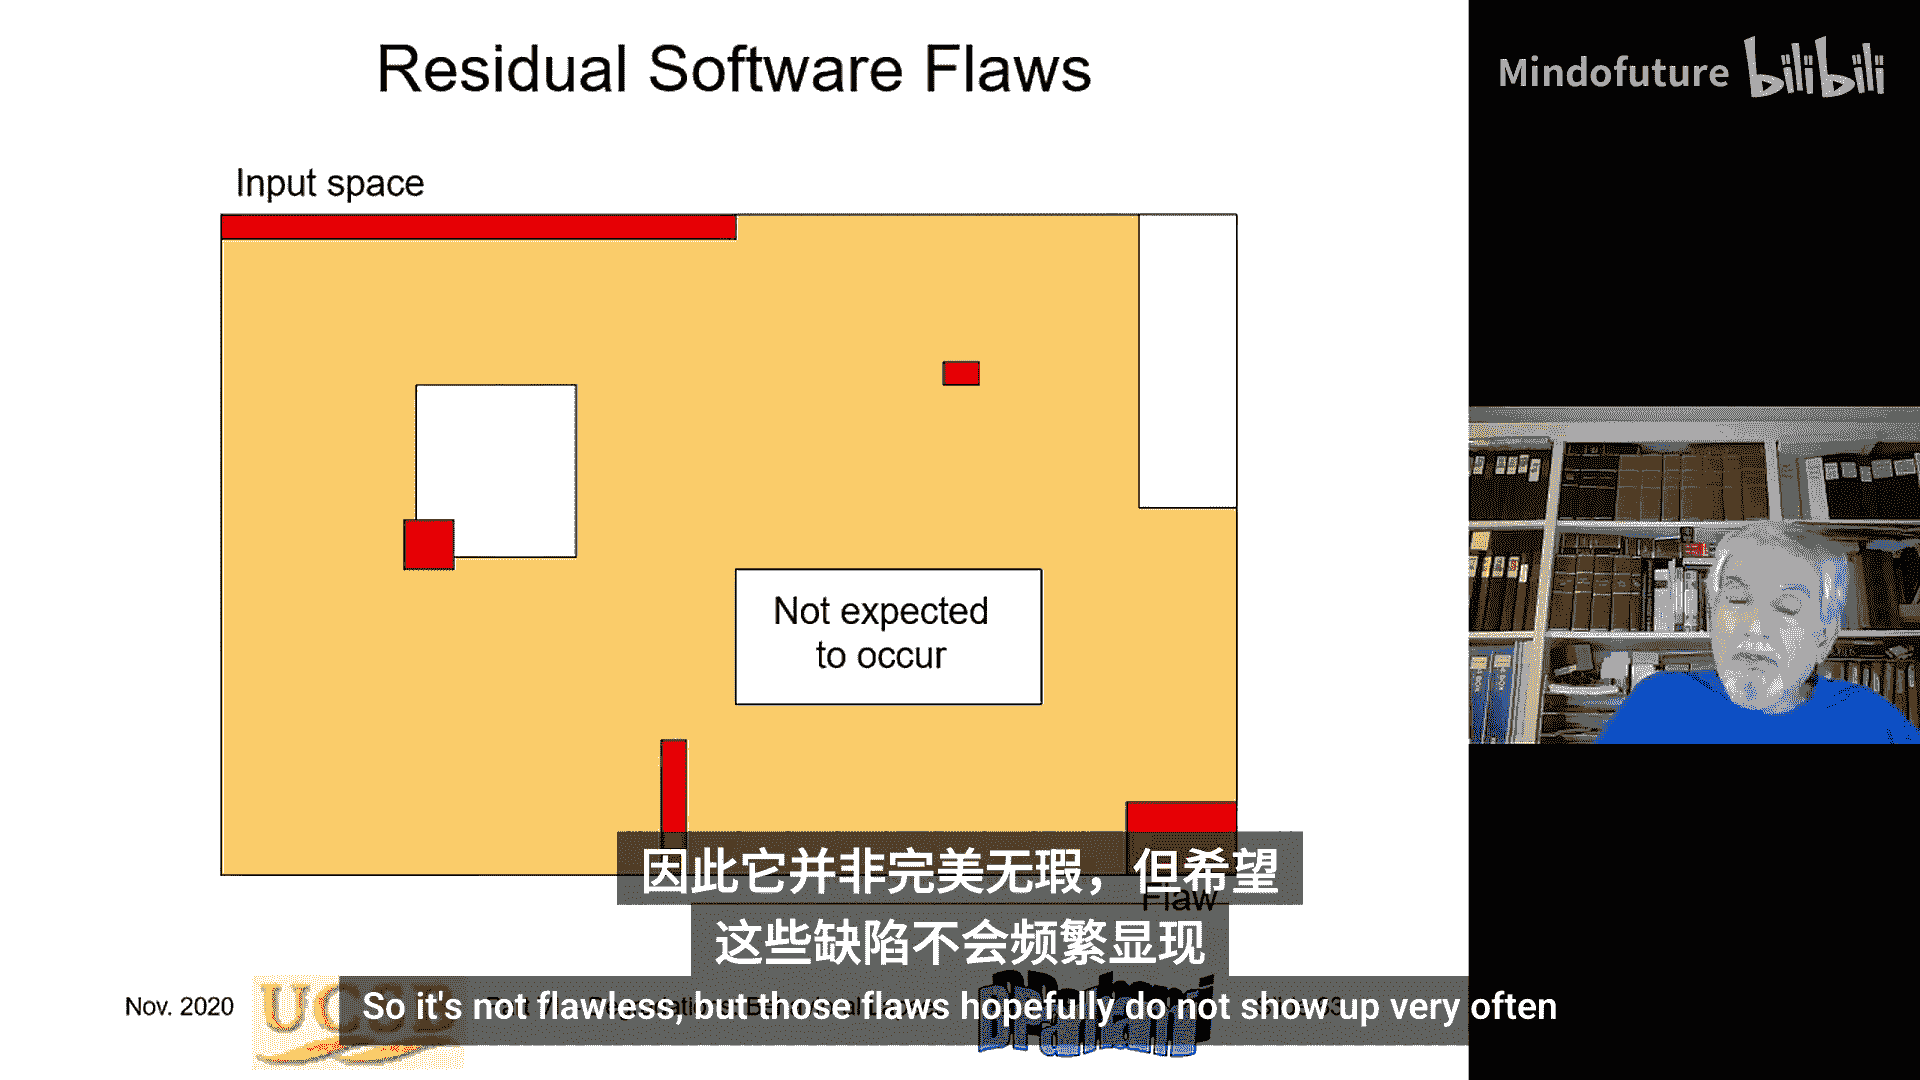 Residual Software Flaws
Mindofuture bilibili
Input space
Not expected
to occur
因此它并非完美无瑕，但希望
Flaw
这些缺陷不会频繁显现
Nov. 2020
UCSB
So it's not flawless, but those flaws hopefully do not show up very often